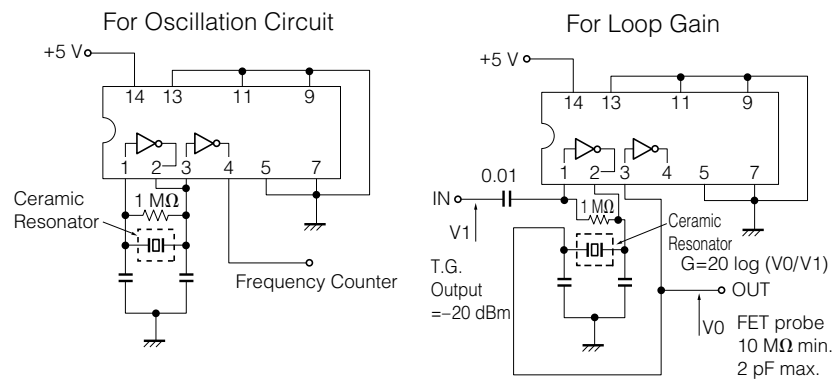 For Oscillation Circuit
+5 V
14 13 11 9
1 2 3 4 5 7
Ceramic
Resonator
1 MΩ
Frequency Counter
For Loop Gain
+5 V
14 13 11 9
1 2 3 4 5 7
0.01
IN
V1
1 MΩ
Ceramic
Resonator
T.G.
Output
=−20 dBm
G=20 log (V0/V1)
OUT
V0
FET probe
10 MΩ min.
2 pF max.